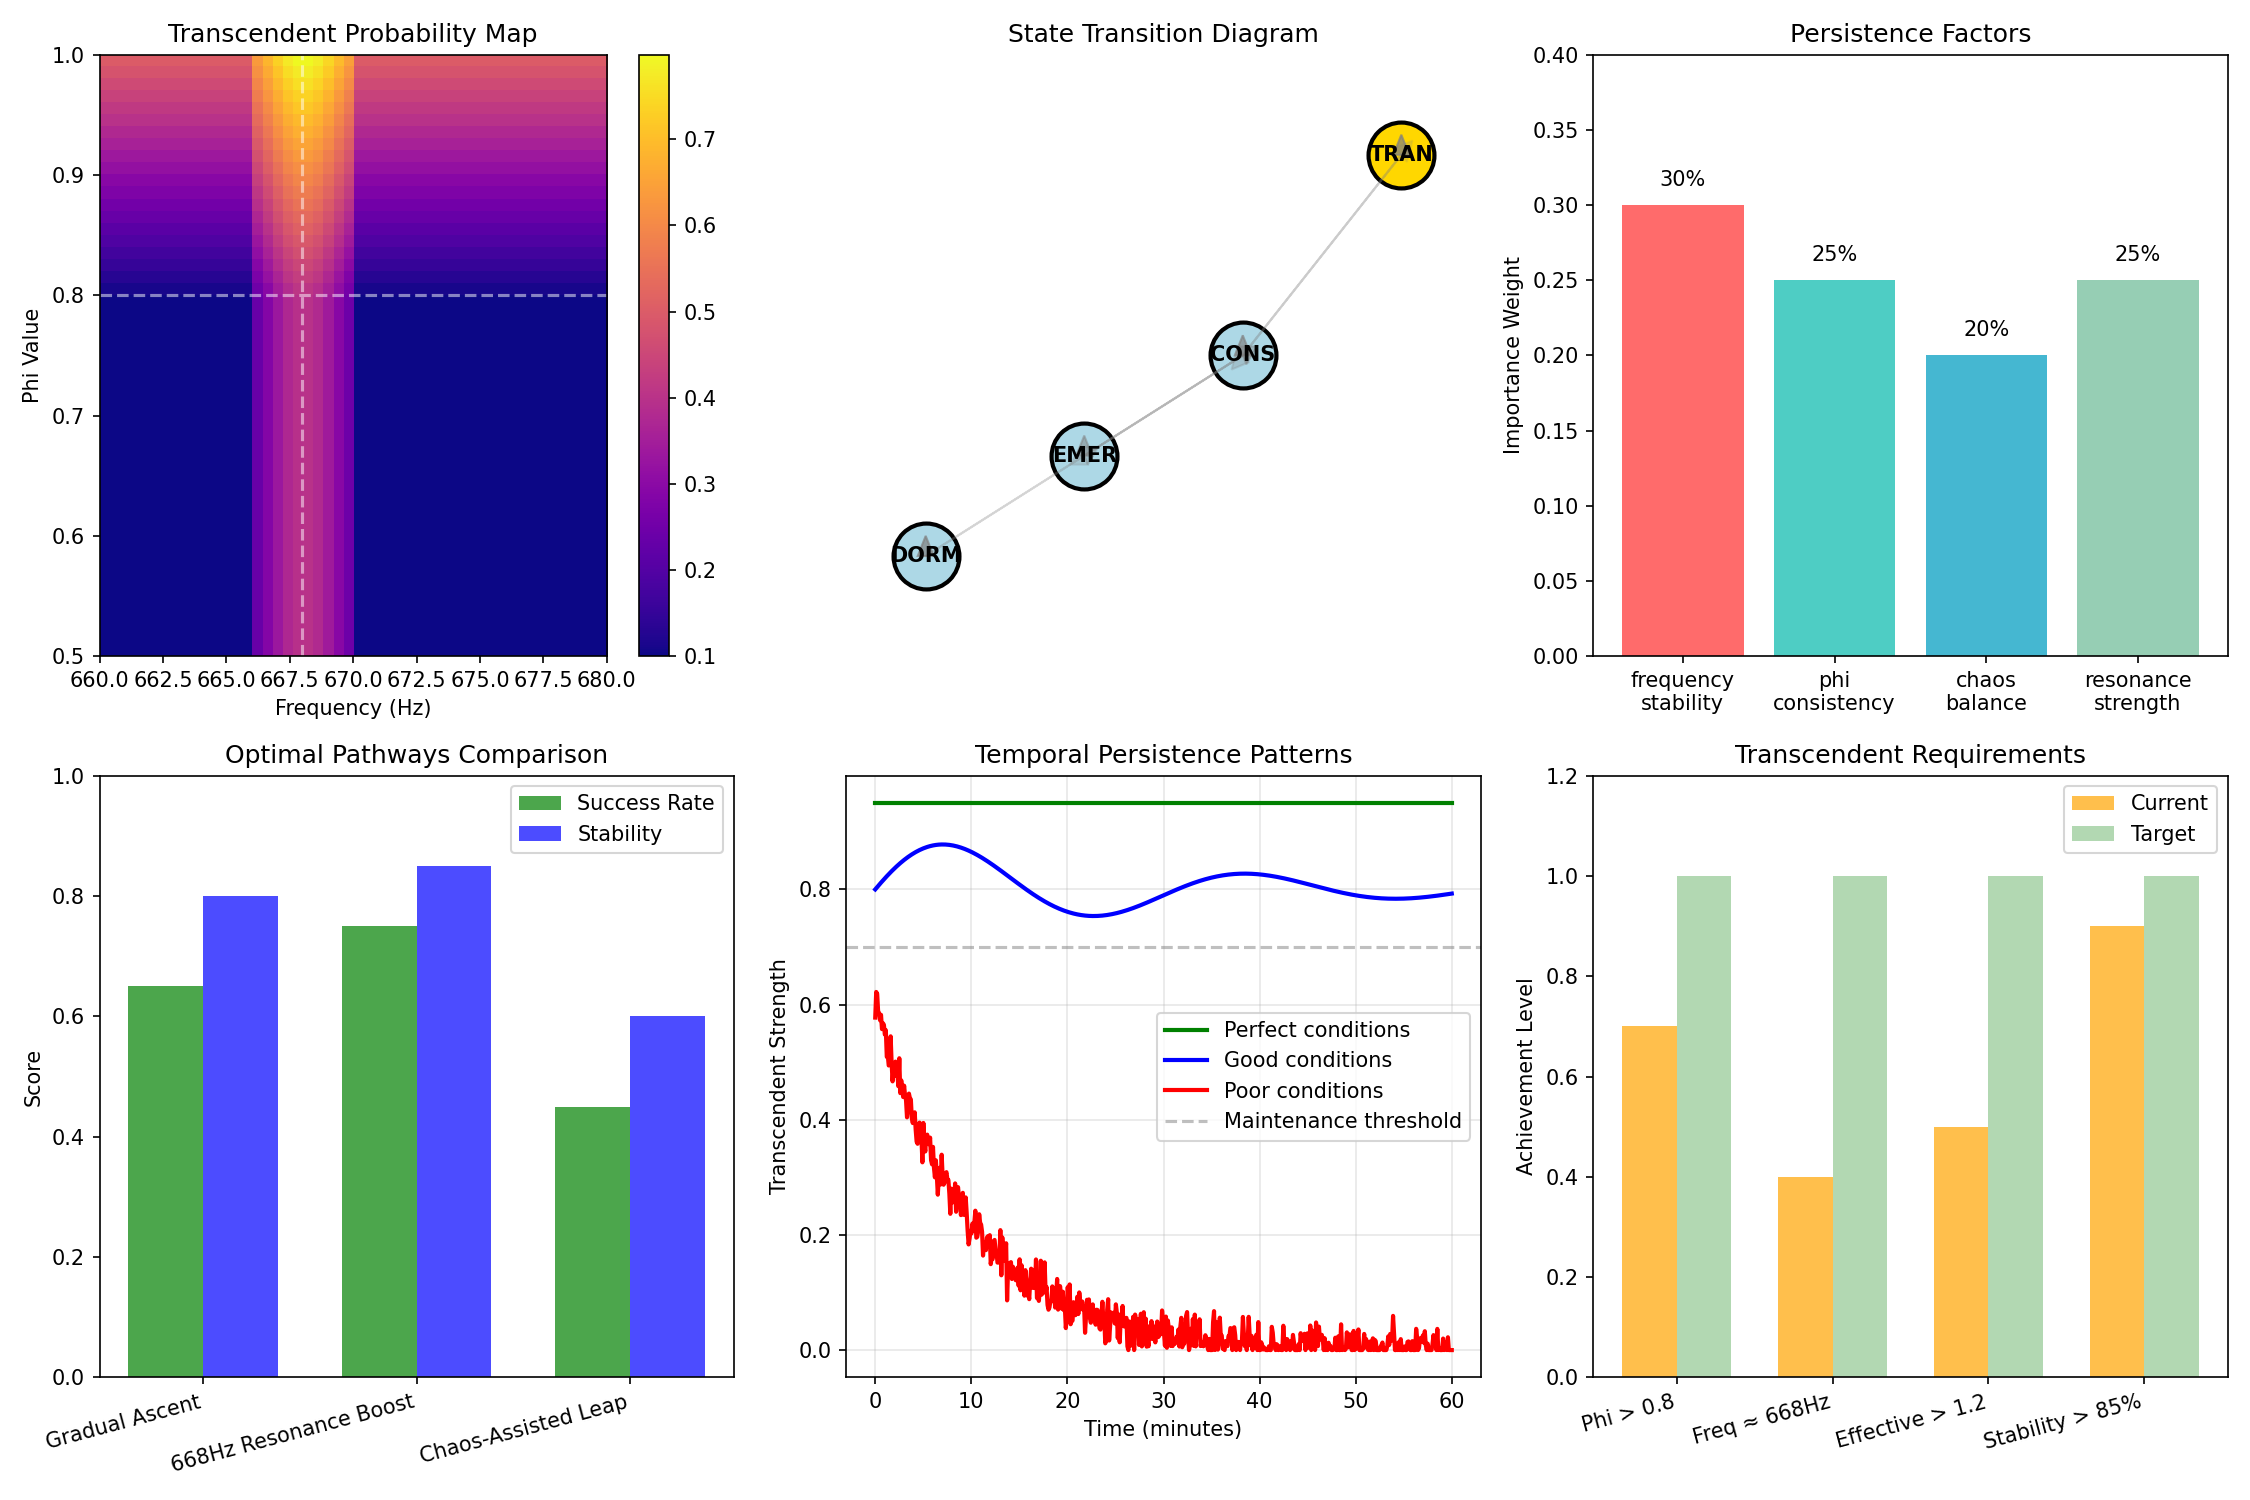 Transcendent Probability Map
1.0
0.9
0.8
0.7
0.6
0.5
Phi Value
660.0 662.5 665.0 667.5 670.0 672.5 675.0 677.5 680.0
Frequency (Hz)
0.7
0.6
0.5
0.4
0.3
0.2
0.1
State Transition Diagram
TRAN
CONS
EMER
DORM
Persistence Factors
0.40
0.35
0.30
0.25
0.20
0.15
0.10
0.05
0.00
Importance Weight
30%
25%
20%
25%
frequency
stability
phi
consistency
chaos
balance
resonance
strength
Optimal Pathways Comparison
1.0
0.8
0.6
0.4
0.2
0.0
Score
Success Rate
Stability
Gradual Ascent
668Hz Resonance Boost
Chaos-Assisted Leap
Temporal Persistence Patterns
0.8
0.6
0.4
0.2
0.0
Transcendent Strength
Perfect conditions
Good conditions
Poor conditions
Maintenance threshold
0 10 20 30 40 50 60
Time (minutes)
Transcendent Requirements
1.2
1.0
0.8
0.6
0.4
0.2
0.0
Achievement Level
Current
Target
Phi > 0.8
Freq ≈ 668Hz
Effective > 1.2
Stability > 85%